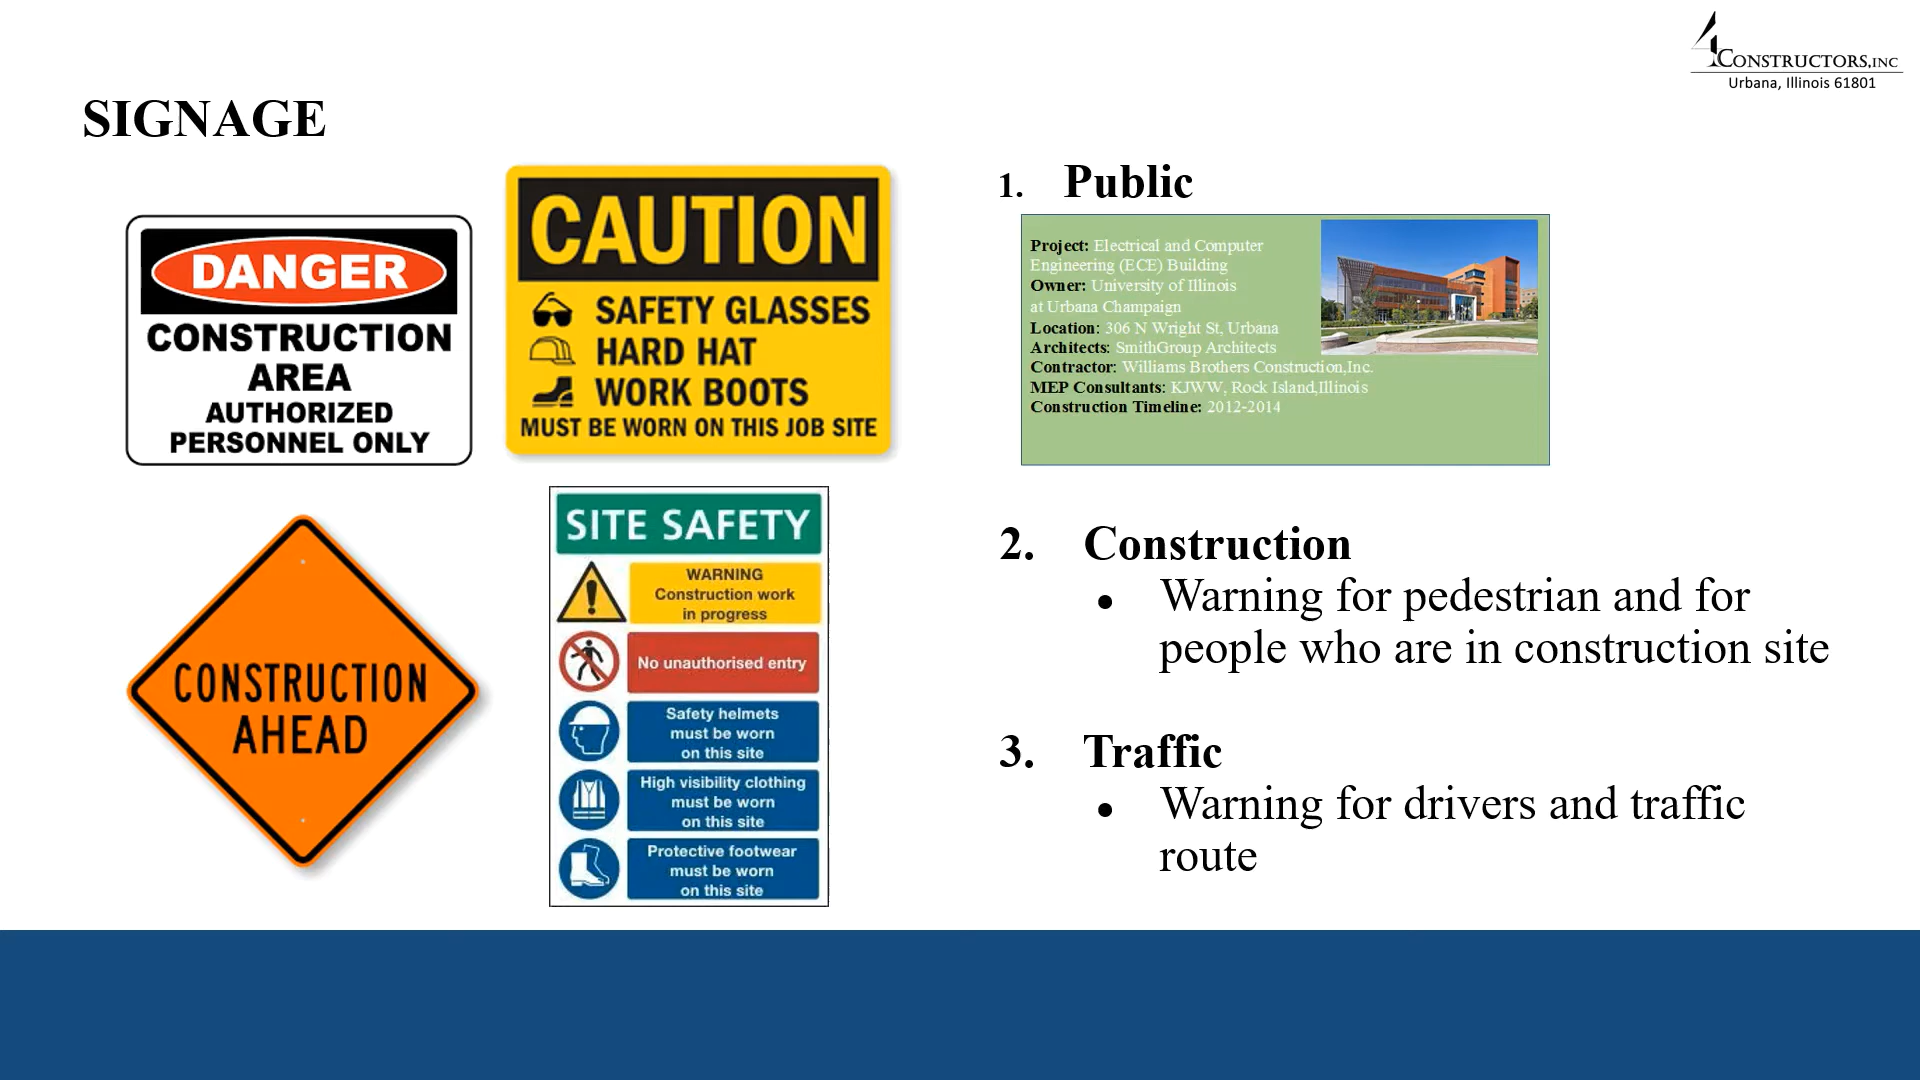 4CONSTRUCTORS,INC
Urbana, Illinois 61801
SIGNAGE
DANGER
CONSTRUCTION
AREA
AUTHORIZED
PERSONNEL ONLY
CAUTION
SAFETY GLASSES
HARD HAT
WORK BOOTS
MUST BE WORN ON THIS JOB SITE
CONSTRUCTION
AHEAD
SITE SAFETY
WARNING
Construction work
in progress
No unauthorised entry
Safety helmets
must be worn
on this site
High visibility clothing
must be worn
on this site
Protective footwear
must be worn
on this site
1. Public
Project: Electrical and Computer
Engineering (ECE) Building
Owner: University of Illinois
at Urbana Champaign
Location: 306 N Wright St, Urbana
Architects: SmithGroup Architects
Contractor: Williams Brothers Construction,Inc.
MEP Consultants: KJWW, Rock Island,Illinois
Construction Timeline: 2012-2014
2. Construction
● Warning for pedestrian and for
people who are in construction site
3. Traffic
● Warning for drivers and traffic
route